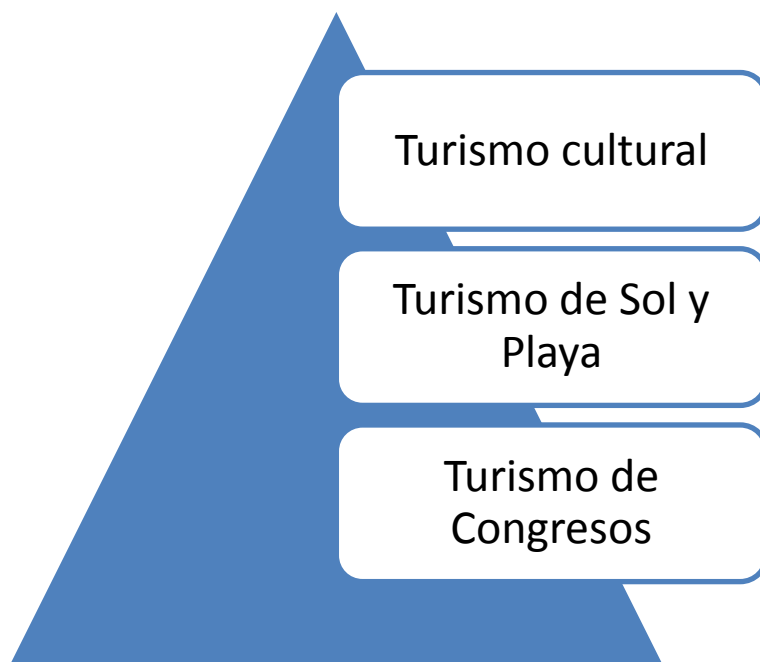 Turismo cultural
Turismo de Sol y
Playa
Turismo de
Congresos